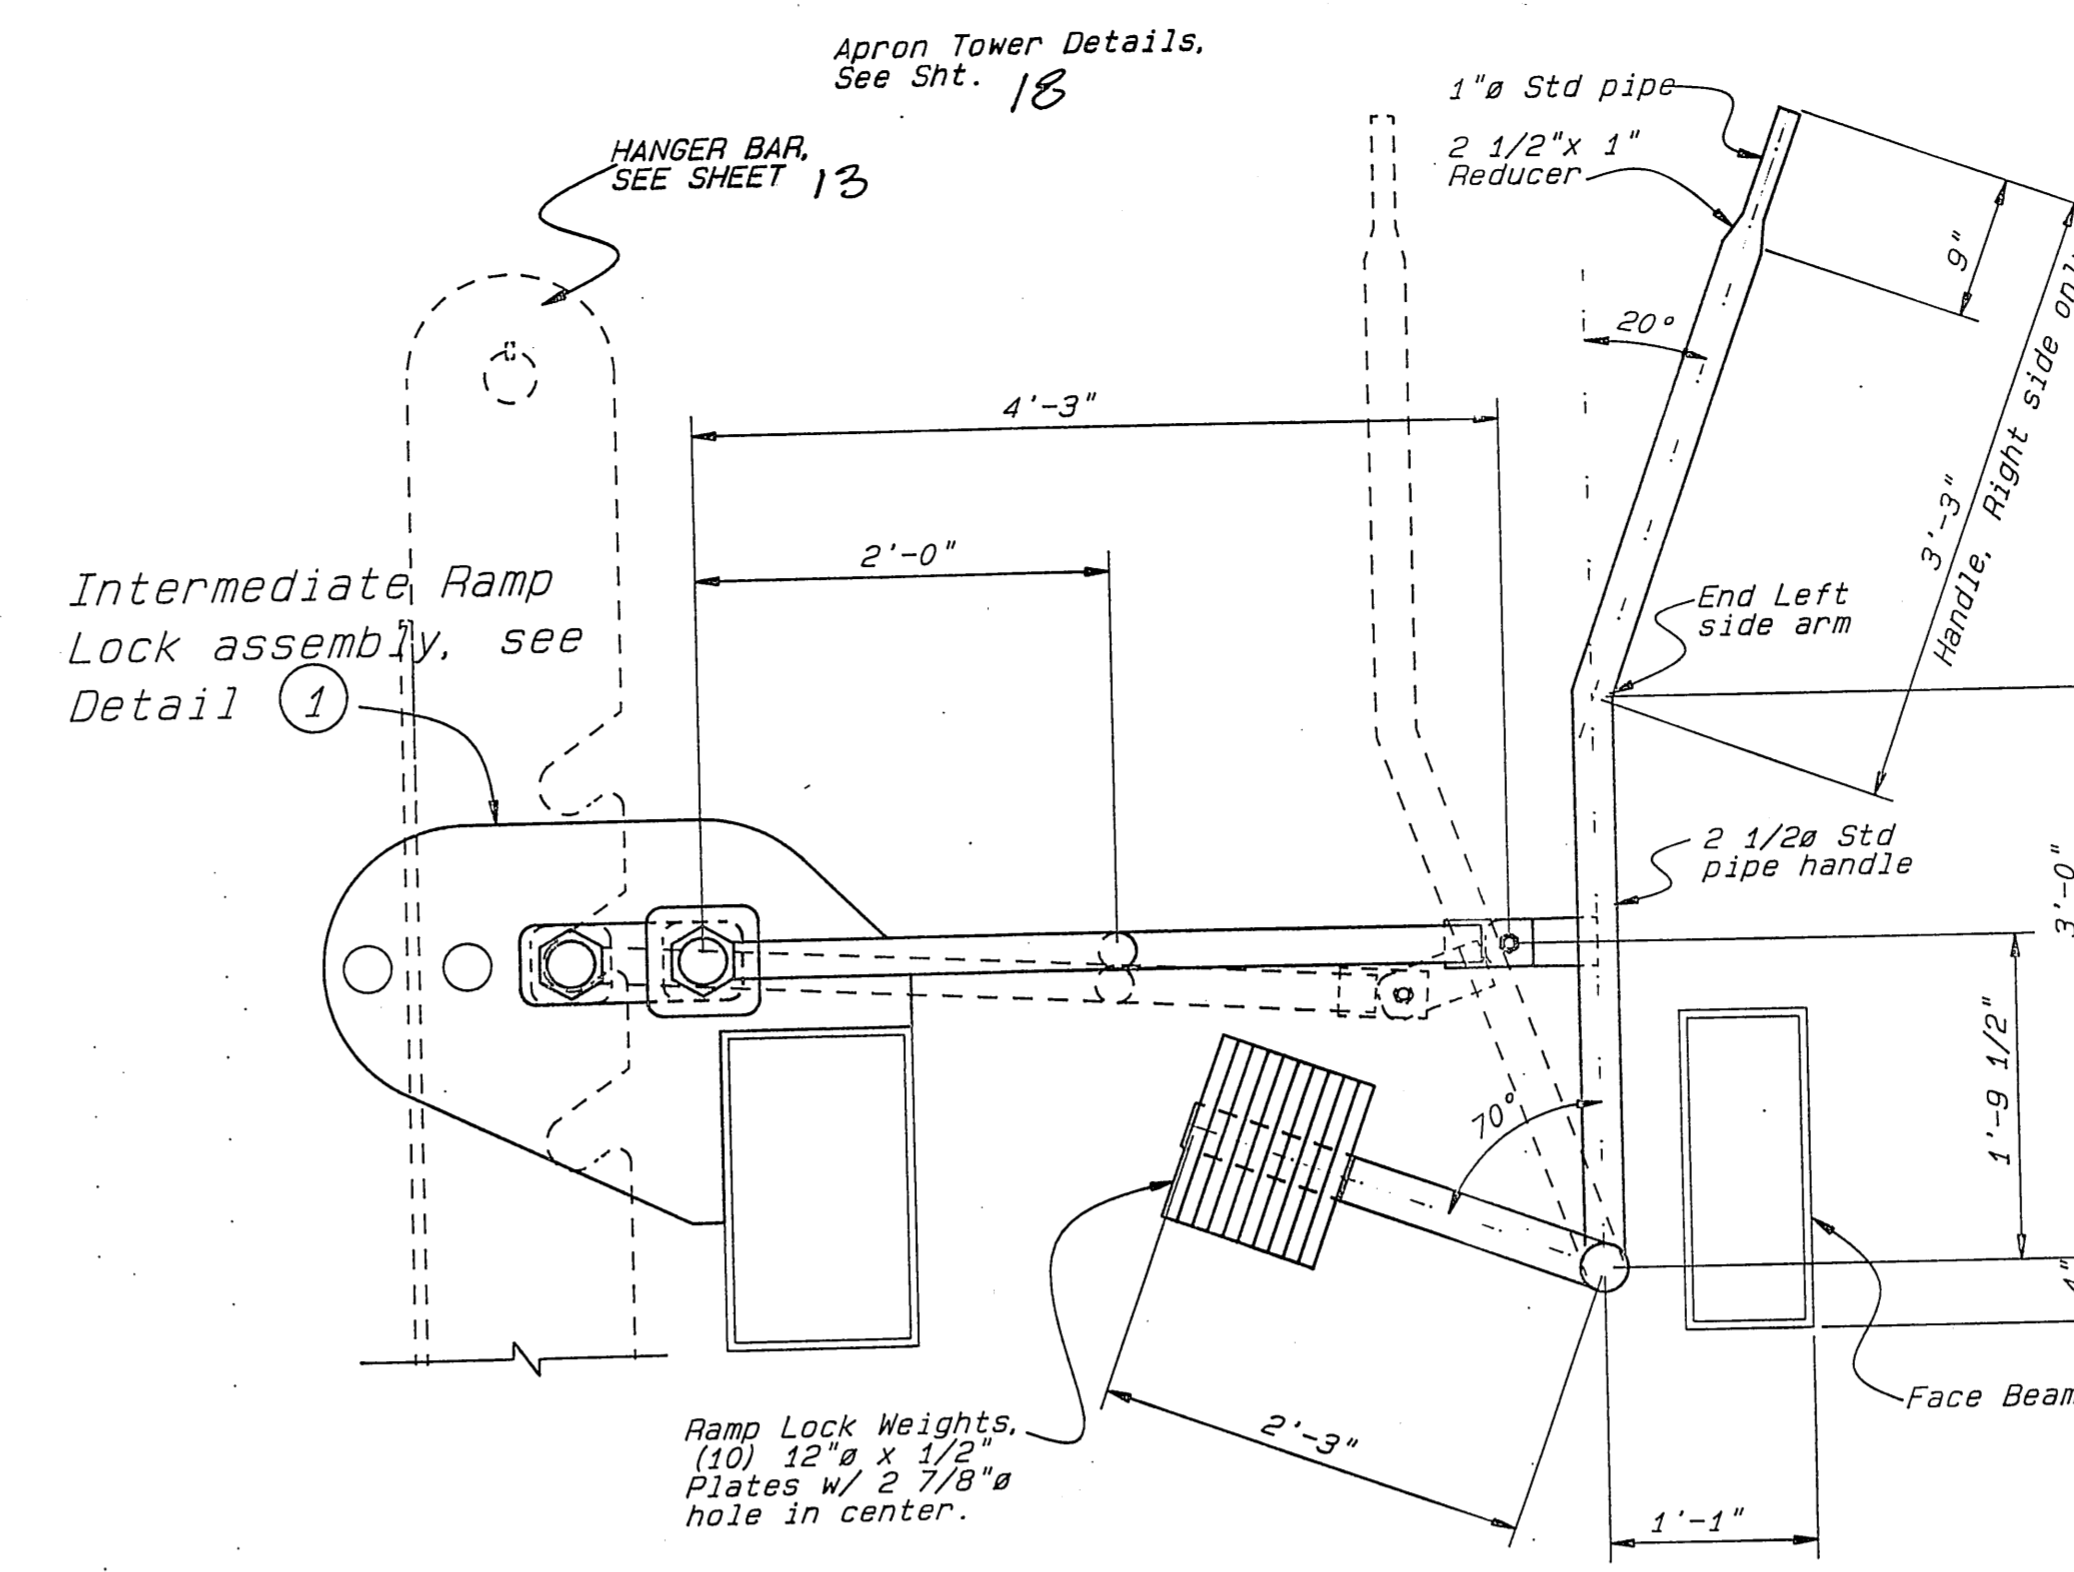 Apron Tower Details,
See Sht. 18
HANGER BAR,
SEE SHEET 13
1"ø Std pipe
2 1/2"x 1"
Reducer
9"
20°
3'-3"
Handle, Right side only
4'-3"
2'-0"
Intermediate Ramp
Lock assembly, see
Detail 1
End Left
side arm
2 1/2ø Std
pipe handle
3'-0"
1'-9 1/2"
70°
4"
Face Beam
2'-3"
Ramp Lock Weights,
(10) 12"ø x 1/2"
Plates w/ 2 7/8"ø
hole in center.
1'-1"